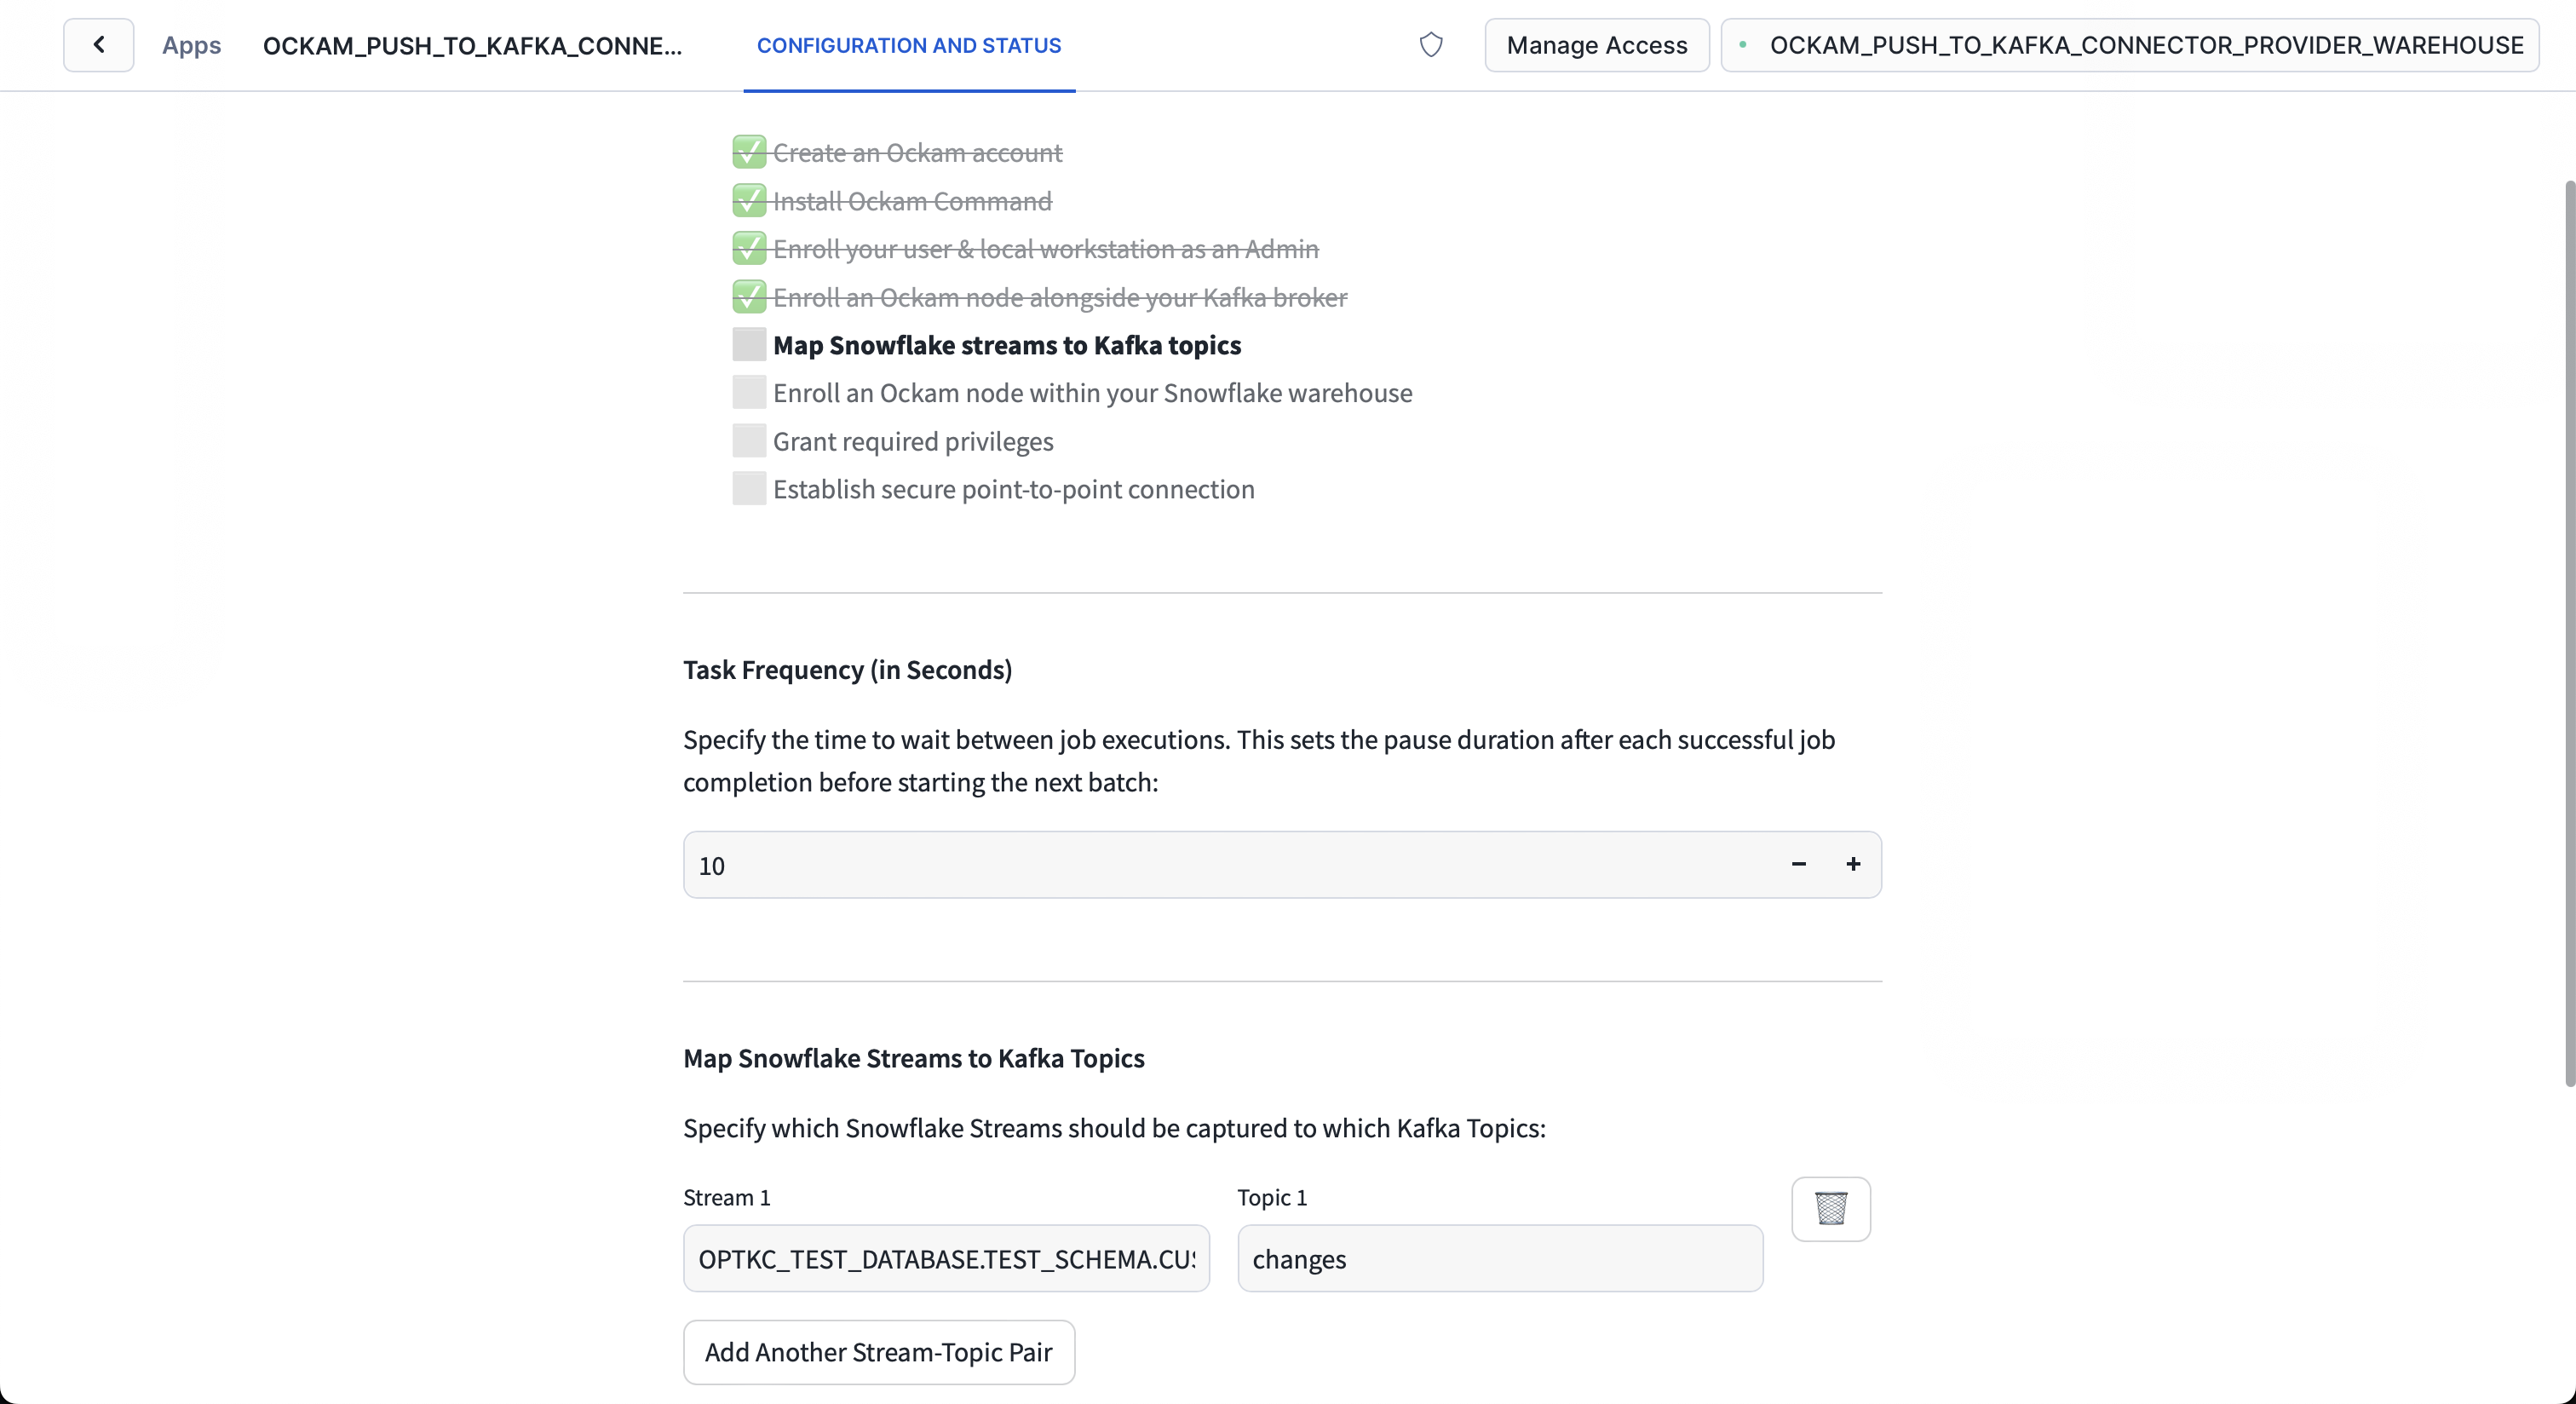 Apps
OCKAM_PUSH_TO_KAFKA_CONNE...
CONFIGURATION AND STATUS
Manage Access
OCKAM_PUSH_TO_KAFKA_CONNECTOR_PROVIDER_WAREHOUSE
Create an Ockam account
Install Ockam Command
Enroll your user & local workstation as an Admin
Enroll an Ockam node alongside your Kafka broker
Map Snowflake streams to Kafka topics
Enroll an Ockam node within your Snowflake warehouse
Grant required privileges
Establish secure point-to-point connection
Task Frequency (in Seconds)
Specify the time to wait between job executions. This sets the pause duration after each successful job
completion before starting the next batch:
10
Map Snowflake Streams to Kafka Topics
Specify which Snowflake Streams should be captured to which Kafka Topics:
Stream 1
Topic 1
OPTKC_TEST_DATABASE.TEST_SCHEMA.CUS
changes
Add Another Stream-Topic Pair